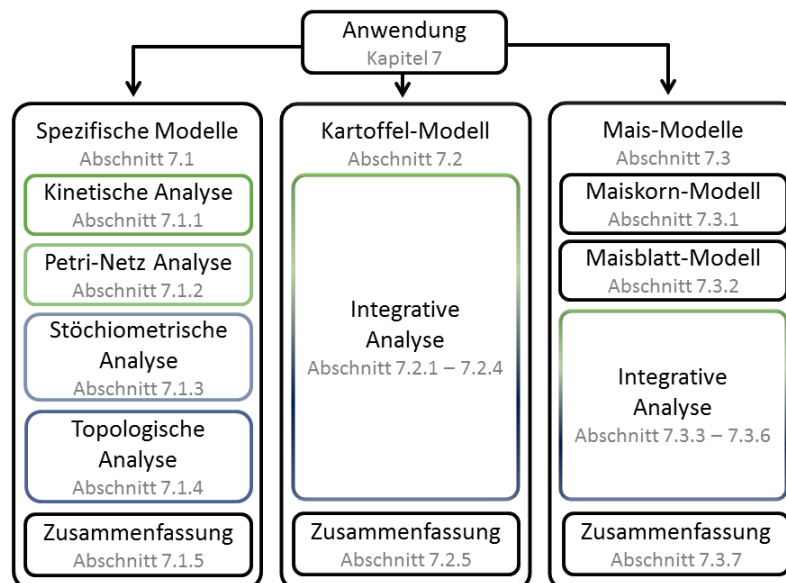 Anwendung
Kapitel 7
Spezifische Modelle
Abschnitt 7.1
Kinetische Analyse
Abschnitt 7.1.1
Petri-Netz Analyse
Abschnitt 7.1.2
Stöchiometrische
Analyse
Abschnitt 7.1.3
Topologische
Analyse
Abschnitt 7.1.4
Zusammenfassung
Abschnitt 7.1.5
Kartoffel-Modell
Abschnitt 7.2
Integrative
Analyse
Abschnitt 7.2.1 – 7.2.4
Zusammenfassung
Abschnitt 7.2.5
Mais-Modelle
Abschnitt 7.3
Maiskorn-Modell
Abschnitt 7.3.1
Maisblatt-Modell
Abschnitt 7.3.2
Integrative
Analyse
Abschnitt 7.3.3 – 7.3.6
Zusammenfassung
Abschnitt 7.3.7